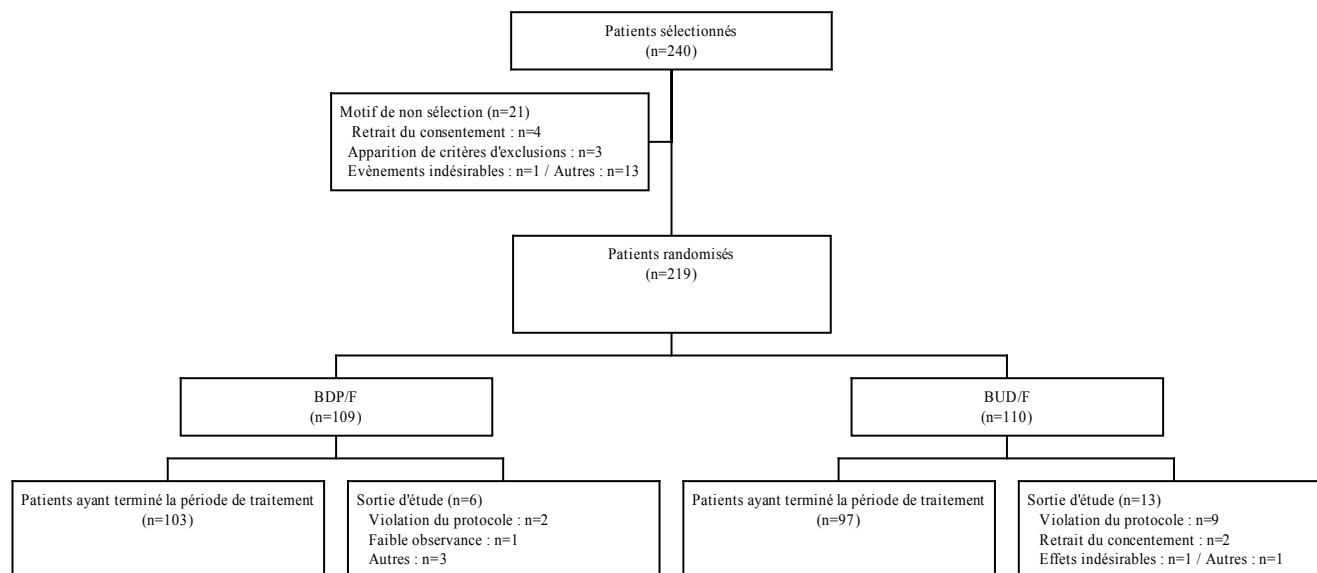 Patients sélectionnés
(n=240)
Motif de non sélection (n=21)
Retrait du consentement : n=4
Apparition de critères d'exclusions : n=3
Evènements indésirables : n=1 / Autres : n=13
Patients randomisés
(n=219)
BDP/F
(n=109)
BUD/F
(n=110)
Patients ayant terminé la période de traitement
(n=103)
Sortie d'étude (n=6)
Violation du protocole : n=2
Faible observance : n=1
Autres : n=3
Patients ayant terminé la période de traitement
(n=97)
Sortie d'étude (n=13)
Violation du protocole : n=9
Retrait du concentement : n=2
Effets indésirables : n=1 / Autres : n=1